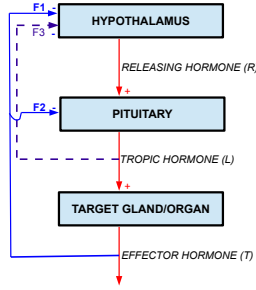 F1 -
HYPOTHALAMUS
F3 -
RELEASING HORMONE (R)
+
F2 -
PITUITARY
TROPIC HORMONE (L)
+
TARGET GLAND/ORGAN
EFFECTOR HORMONE (T)